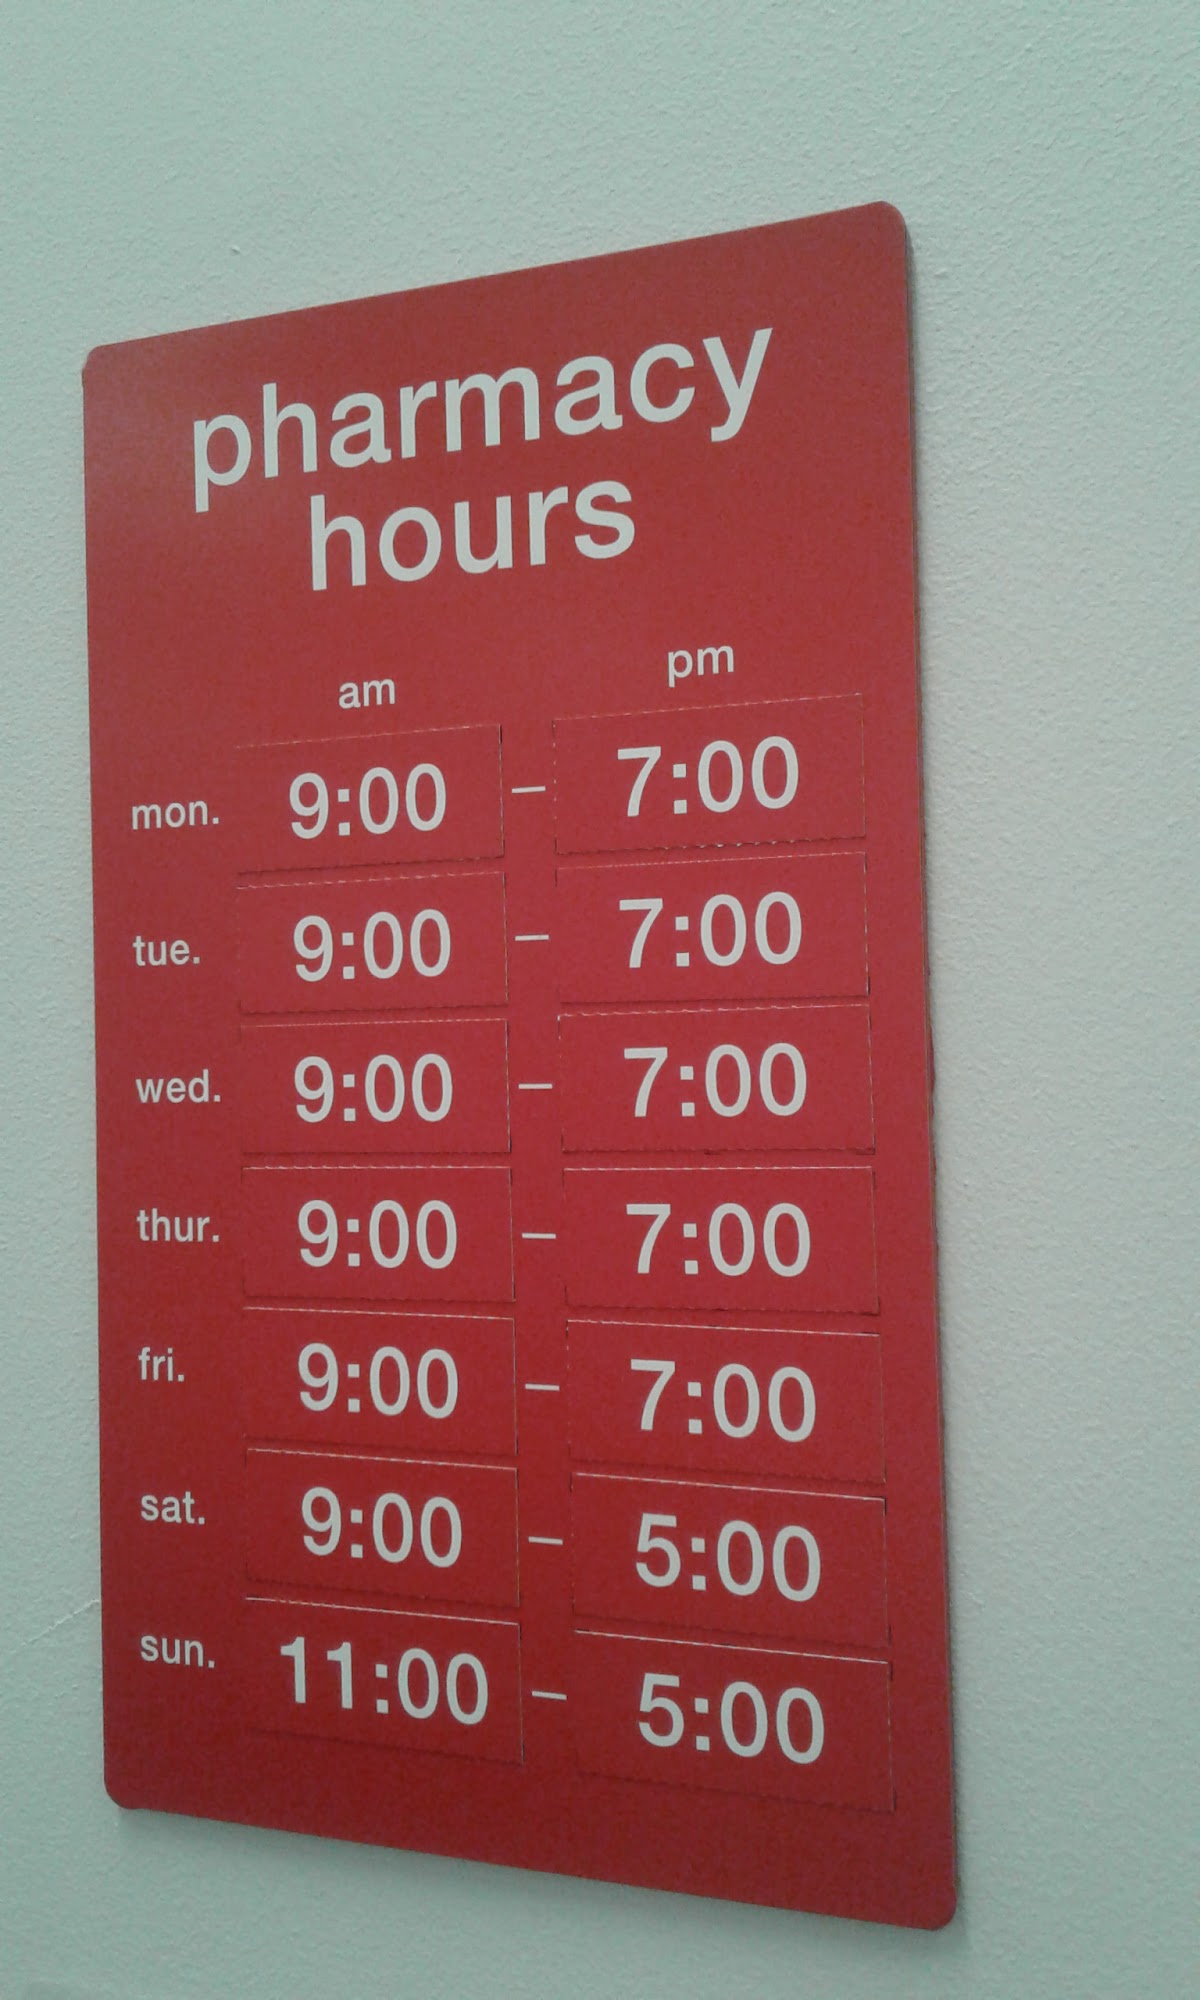 pharmacy
hours
am pm
mon. 9:00 – 7:00
tue. 9:00 – 7:00
wed. 9:00 – 7:00
thur. 9:00 – 7:00
fri. 9:00 – 7:00
sat. 9:00 – 5:00
sun. 11:00 – 5:00